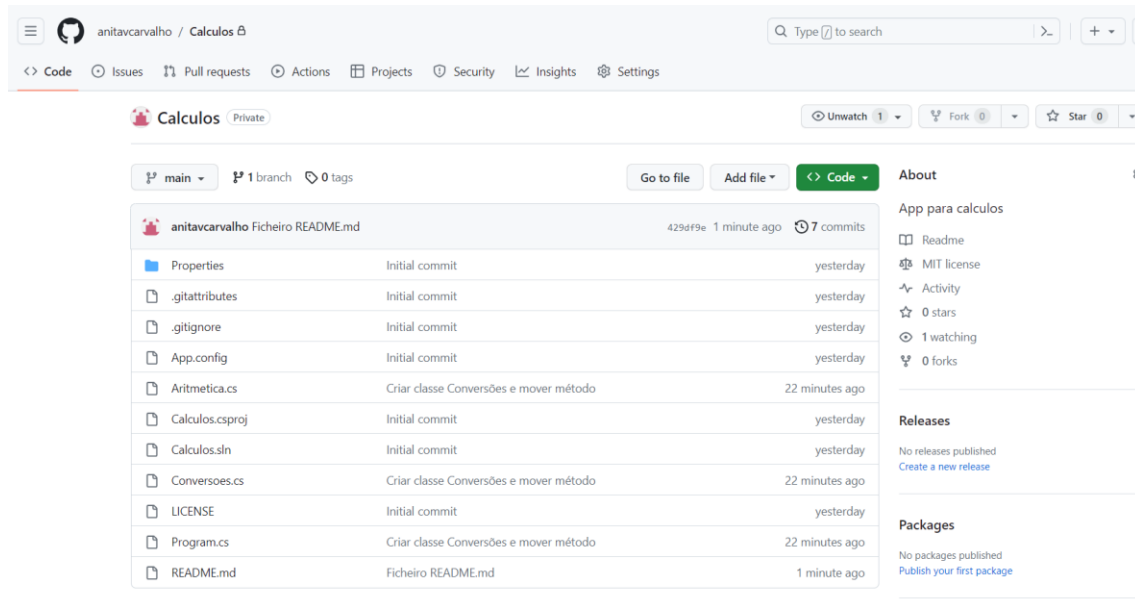 anitavcarvalho / Calculos
Type / to search
Code Issues Pull requests Actions Projects Security Insights Settings
Calculos Private
Unwatch 1 Fork 0 Star 0
main 1 branch 0 tags Go to file Add file Code
anitavcarvalho Ficheiro README.md 429df9e 1 minute ago 7 commits
Properties Initial commit yesterday
.gitattributes Initial commit yesterday
.gitignore Initial commit yesterday
App.config Initial commit yesterday
Aritmetica.cs Criar classe Conversões e mover método 22 minutes ago
Calculos.csproj Initial commit yesterday
Calculos.sln Initial commit yesterday
Conversoes.cs Criar classe Conversões e mover método 22 minutes ago
LICENSE Initial commit yesterday
Program.cs Criar classe Conversões e mover método 22 minutes ago
README.md Ficheiro README.md 1 minute ago
About
App para calculos
Readme
MIT license
Activity
0 stars
1 watching
0 forks
Releases
No releases published
Create a new release
Packages
No packages published
Publish your first package